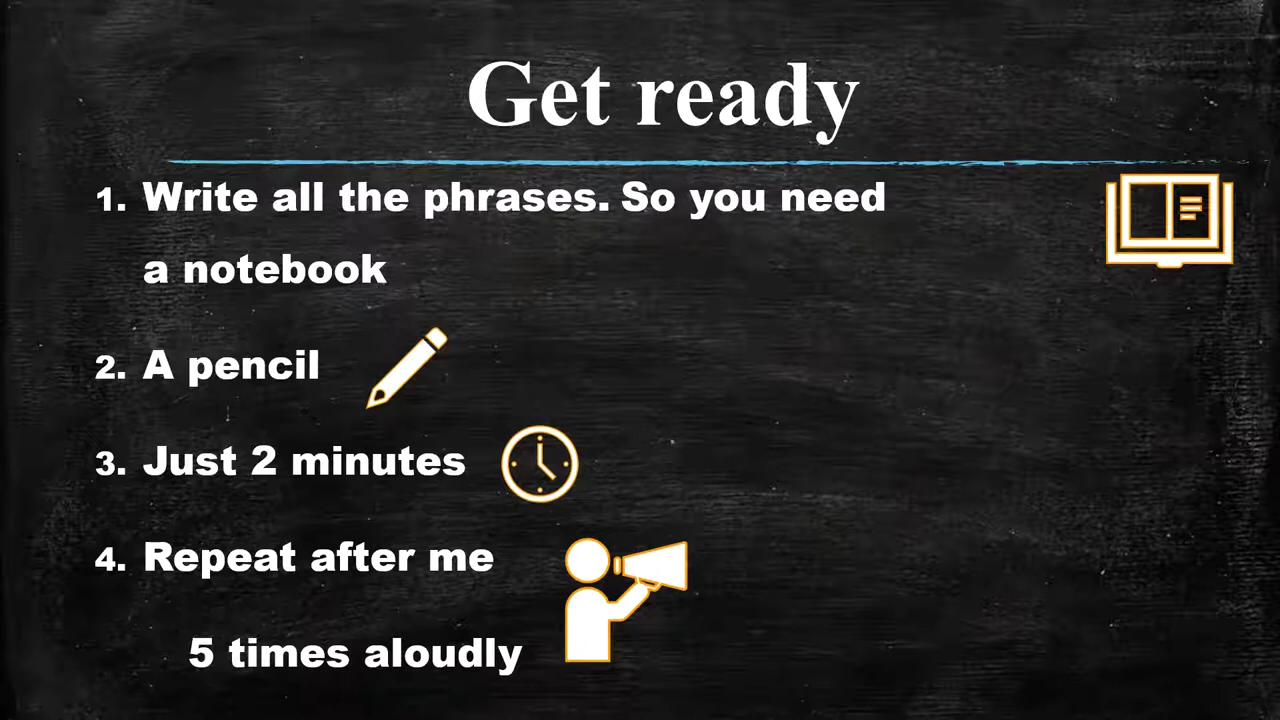 Get ready
1. Write all the phrases. So you need
a notebook
2. A pencil
3. Just 2 minutes
4. Repeat after me
5 times aloudly